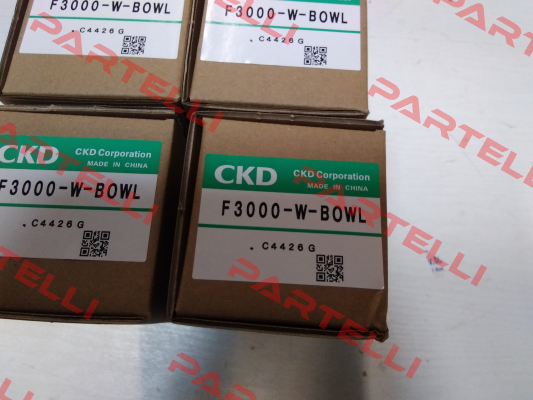 F3000-W-BOWL
.C4426G
F3000-W-BOWL
.C4426G
CKD
CKD Corporation
MADE IN CHINA
F3000-W-BOWL
.C4426G
CKD
CKD Corporation
MADE IN CHINA
F3000-W-BOWL
.C4426G
PARTELLI
PARTELLI
PARTELLI
PARTELLI
PARTELLI